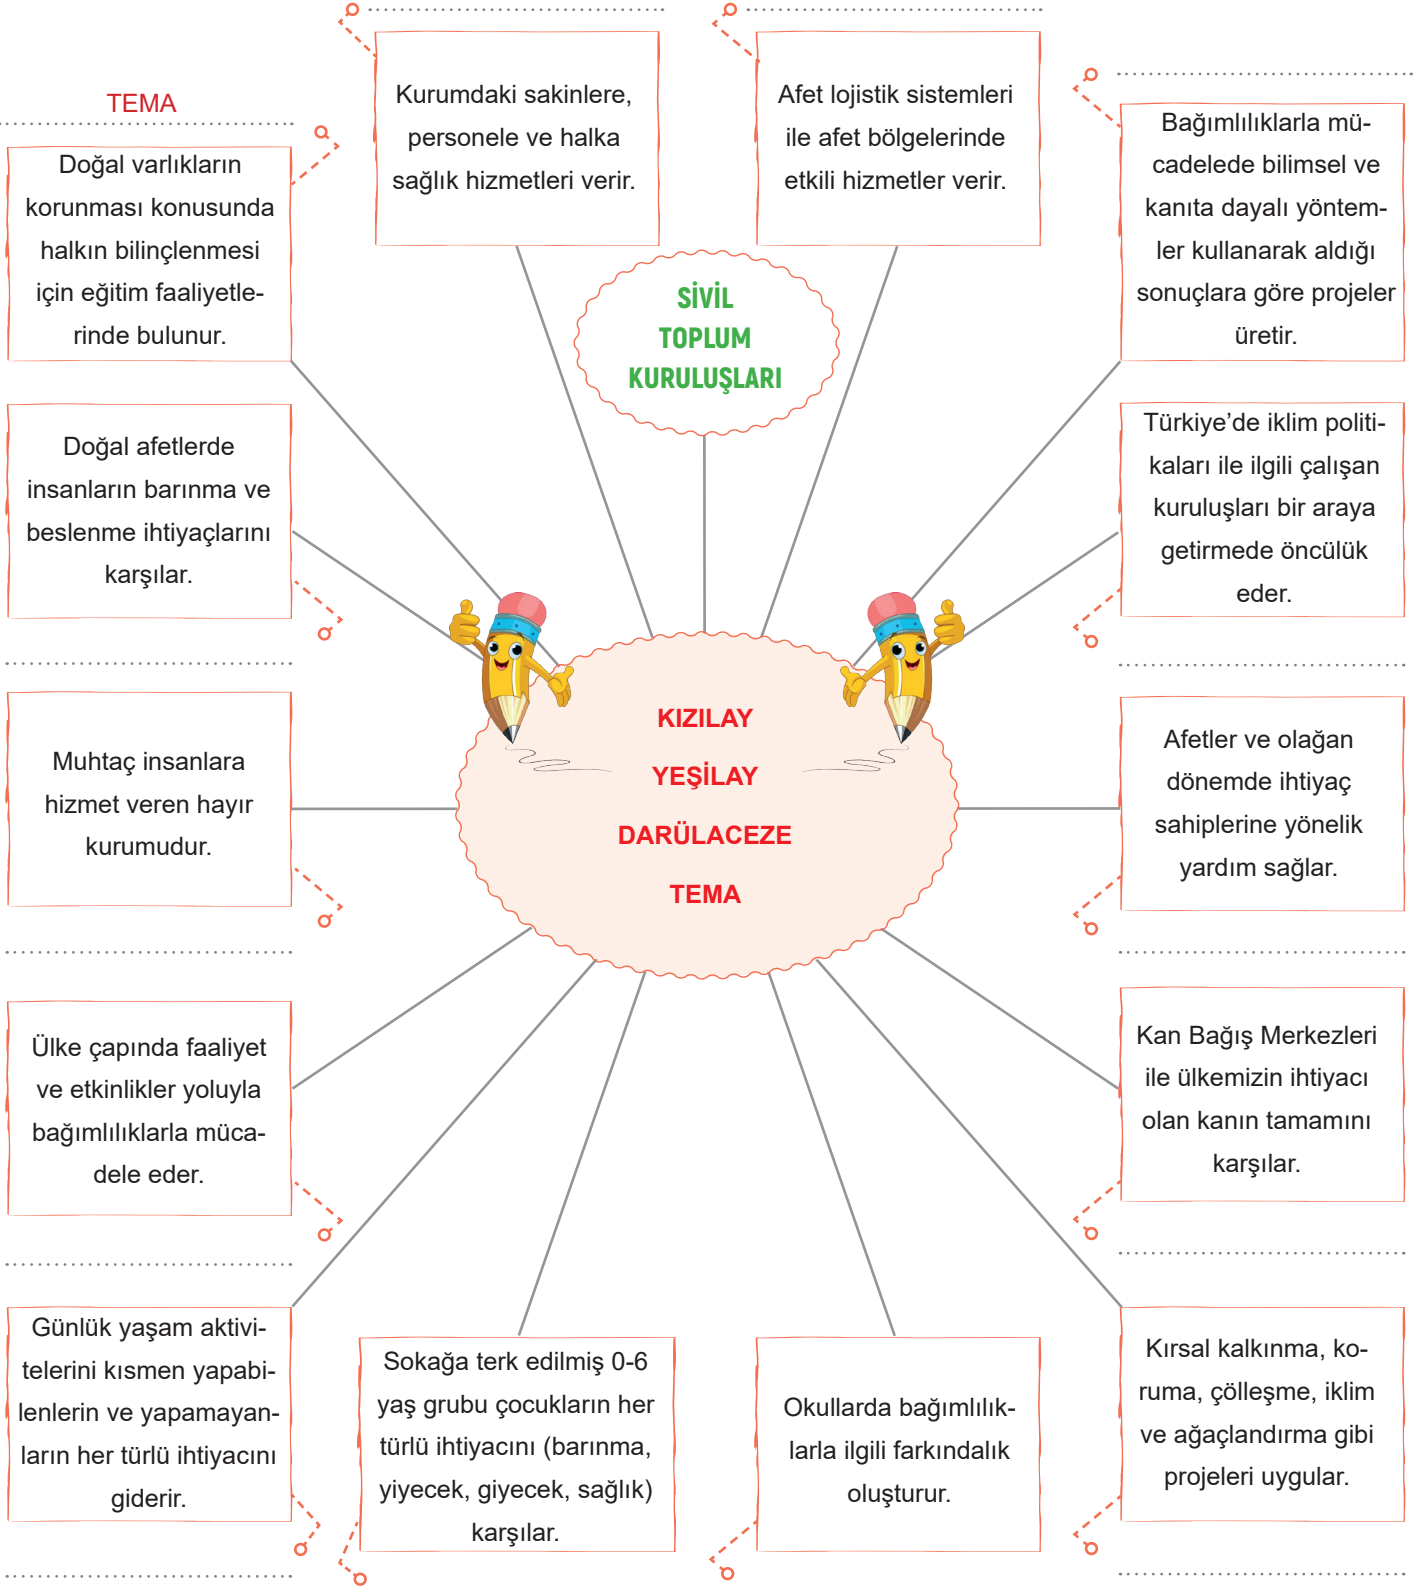 TEMA
Doğal varlıkların
korunması konusunda
halkın bilinçlenmesi
için eğitim faaliyetle-
rinde bulunur.
Kurumdaki sakinlere,
personele ve halka
sağlık hizmetleri verir.
Afet lojistik sistemleri
ile afet bölgelerinde
etkili hizmetler verir.
Bağımlılıklarla mü-
cadelede bilimsel ve
kanıta dayalı yöntem-
ler kullanarak aldığı
sonuçlara göre projeler
üretir.
SİVİL
TOPLUM
KURULUŞLARI
Doğal afetlerde
insanların barınma ve
beslenme ihtiyaçlarını
karşılar.
Türkiye’de iklim politi-
kaları ile ilgili çalışan
kuruluşları bir araya
getirmede öncülük
eder.
Muhtaç insanlara
hizmet veren hayır
kurumudur.
KIZILAY
YEŞİLAY
DARÜLACEZE
TEMA
Afetler ve olağan
dönemde ihtiyaç
sahiplerine yönelik
yardım sağlar.
Ülke çapında faaliyet
ve etkinlikler yoluyla
bağımlılıklarla müca-
dele eder.
Kan Bağış Merkezleri
ile ülkemizin ihtiyacı
olan kanın tamamını
karşılar.
Günlük yaşam aktivi-
telerini kısmen yapabi-
lenlerin ve yapamayan-
ların her türlü ihtiyacını
giderir.
Sokağa terk edilmiş 0-6
yaş grubu çocukların her
türlü ihtiyacını (barınma,
yiyecek, giyecek, sağlık)
karşılar.
Okullarda bağımlılık-
larla ilgili farkındalık
oluşturur.
Kırsal kalkınma, ko-
ruma, çölleşme, iklim
ve ağaçlandırma gibi
projeleri uygular.